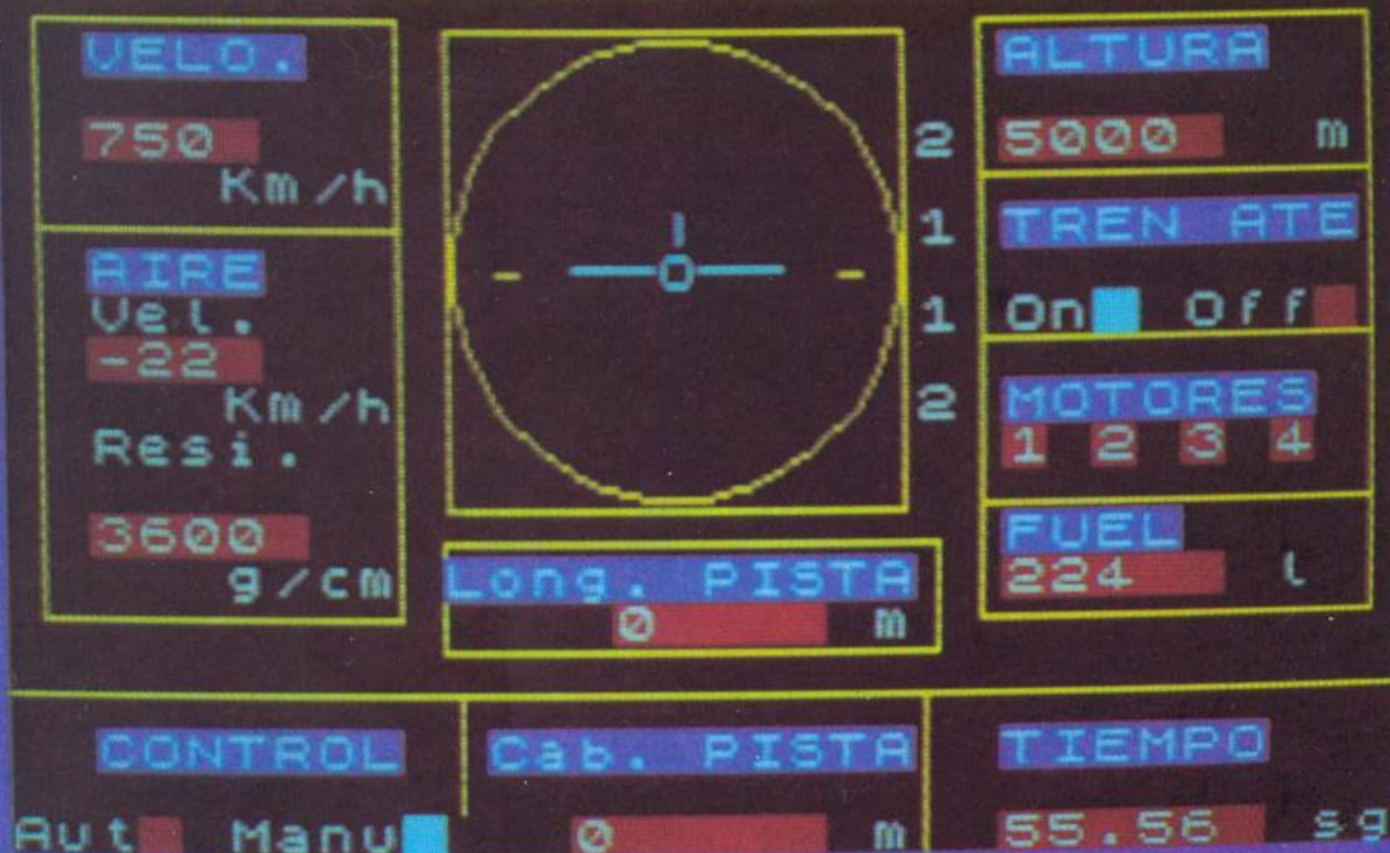 VELO.
750
Km/h
AIRE
Vel.
-22
Km/h
Resi.
3600
g/cm
2
1
1
2
Long. PISTA
0 m
ALTURA
5000 m
TREN ATE
On Off
MOTORES
1 2 3 4
FUEL
224 l
CONTROL
Aut Manu
Cab. PISTA
0 m
TIEMPO
55.56 sg